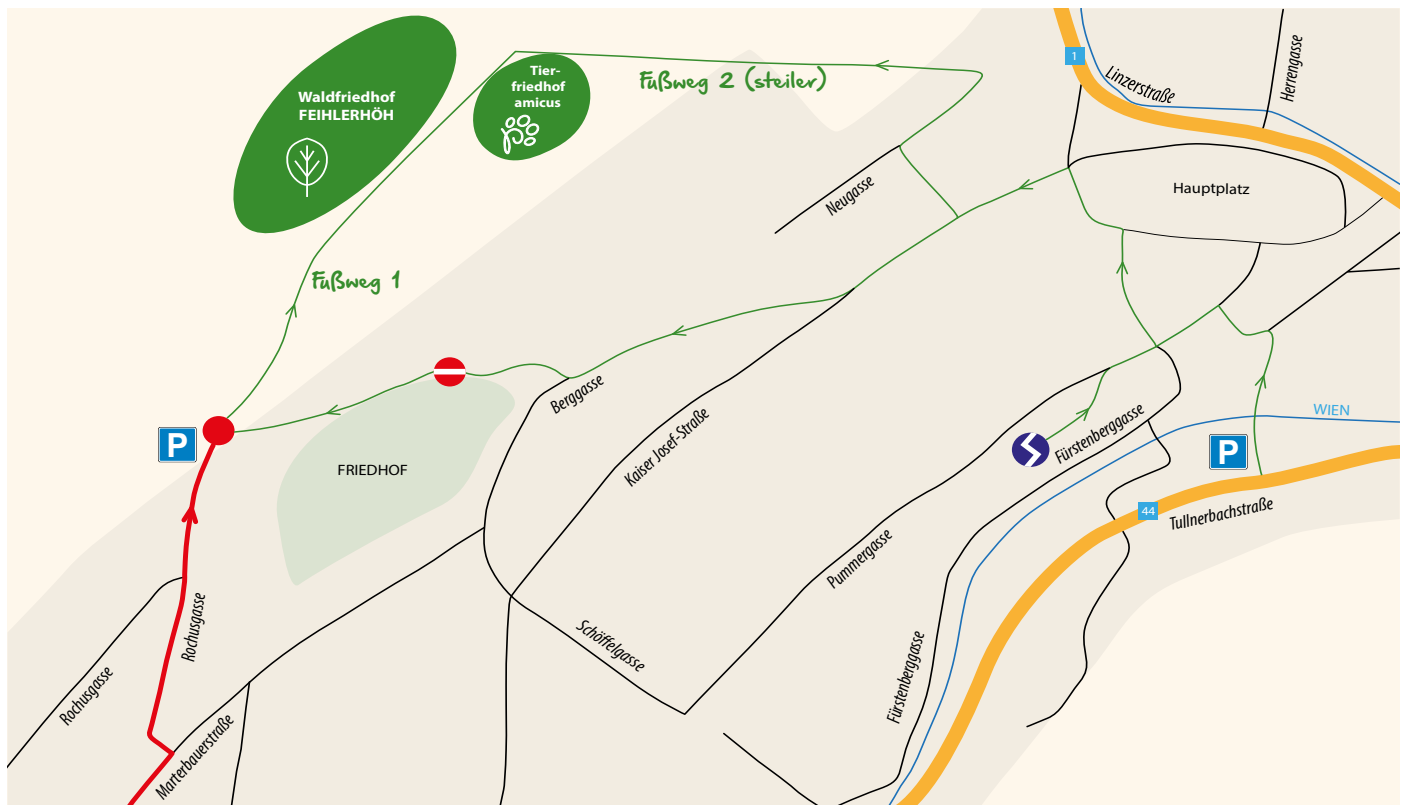 1
Linzerstraße
Herrengasse
Tier-
friedhof
amicus
Fußweg 2 (steiler)
Waldfriedhof
FEIHLERHÖH
Neugasse
Hauptplatz
Fußweg 1
Berggasse
Kaiser Josef-Straße
Fürstenberggasse
WIEN
P
P
FRIEDHOF
44
Tullnerbachstraße
Pummergasse
Rochusgasse
Schöffelgasse
Fürstenberggasse
Rochusgasse
Marterbauerstraße